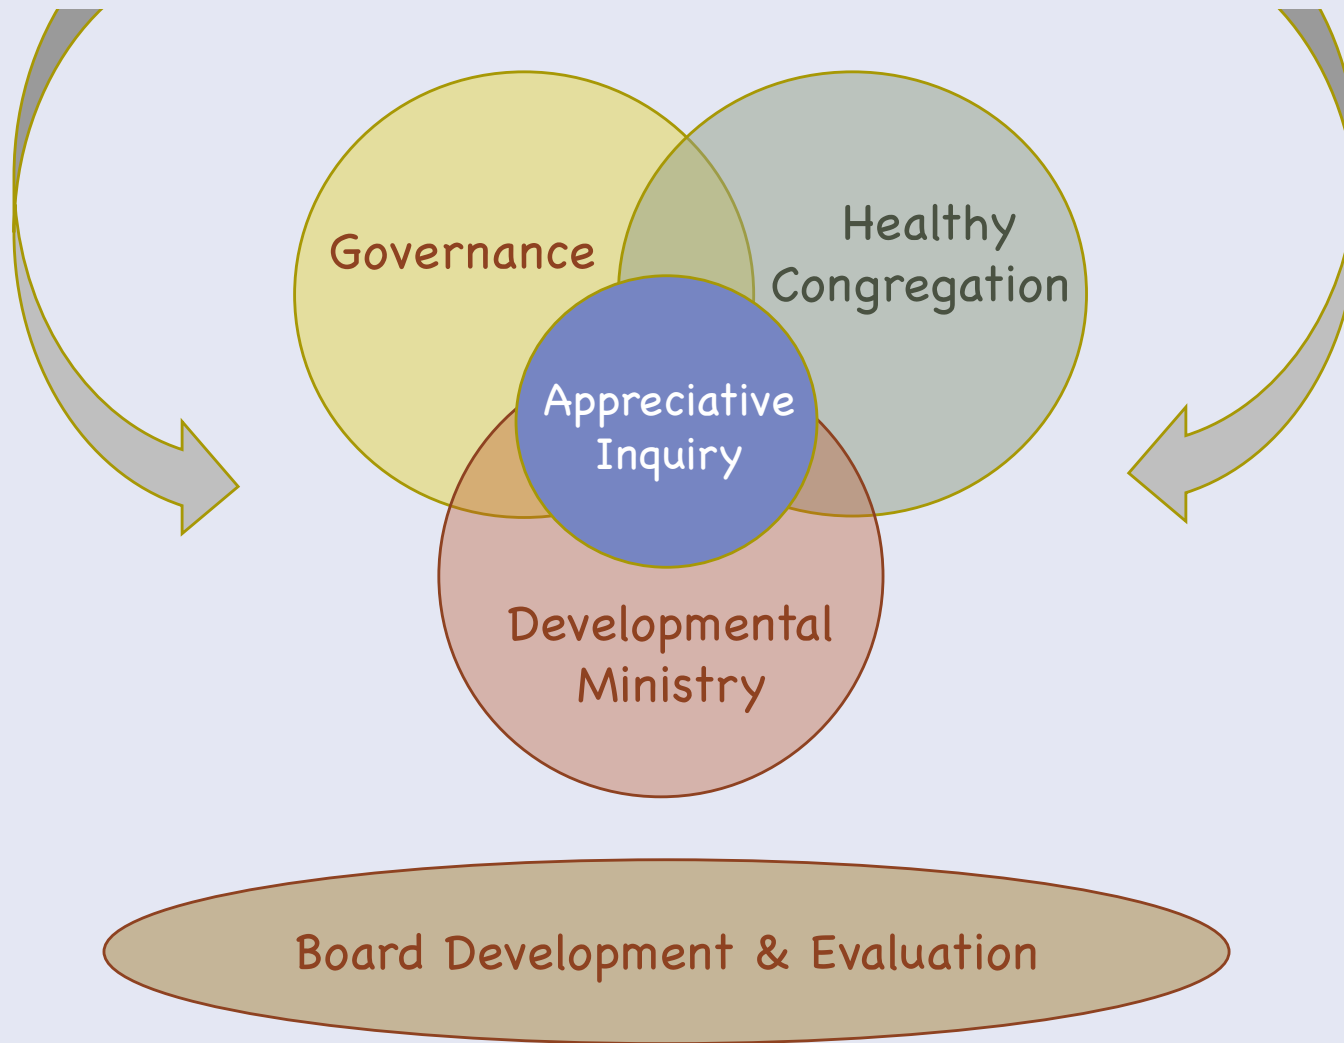 Governance
Healthy
Congregation
Appreciative
Inquiry
Developmental
Ministry
Board Development & Evaluation